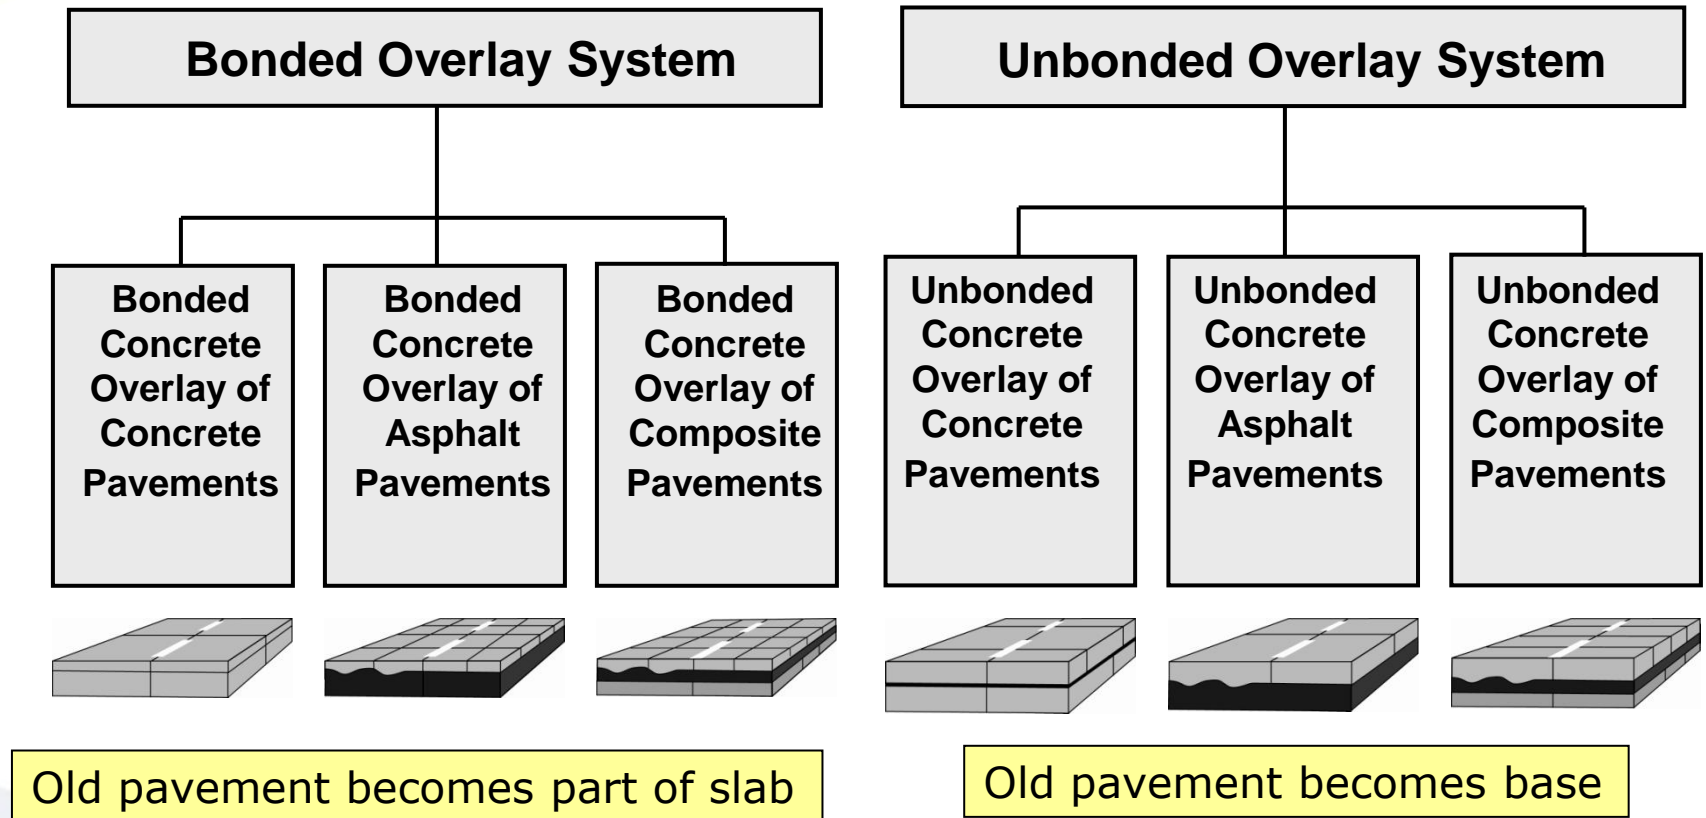 Bonded Overlay System
Bonded
Concrete
Overlay of
Concrete
Pavements
Bonded
Concrete
Overlay of
Asphalt
Pavements
Bonded
Concrete
Overlay of
Composite
Pavements
Old pavement becomes part of slab
Unbonded Overlay System
Unbonded
Concrete
Overlay of
Concrete
Pavements
Unbonded
Concrete
Overlay of
Asphalt
Pavements
Unbonded
Concrete
Overlay of
Composite
Pavements
Old pavement becomes base